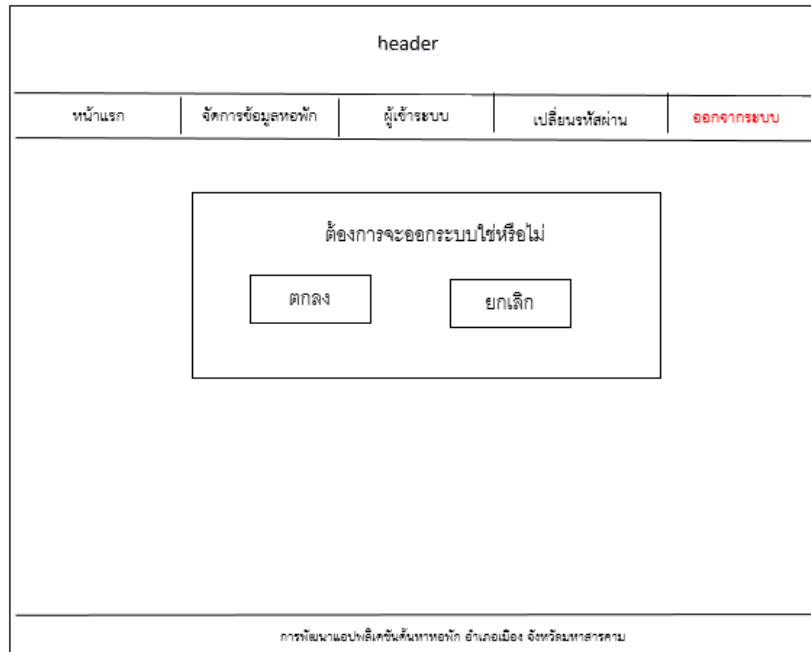 header
หน้าแรก จัดการข้อมูลหอพัก ผู้เข้าระบบ เปลี่ยนรหัสผ่าน ออกจากระบบ
ต้องการจะออกระบบใช่หรือไม่
ตกลง ยกเลิก
การพัฒนาแอปพลิเคชันค้นหาหอพัก อำเภอเมือง จังหวัดมหาสารคาม